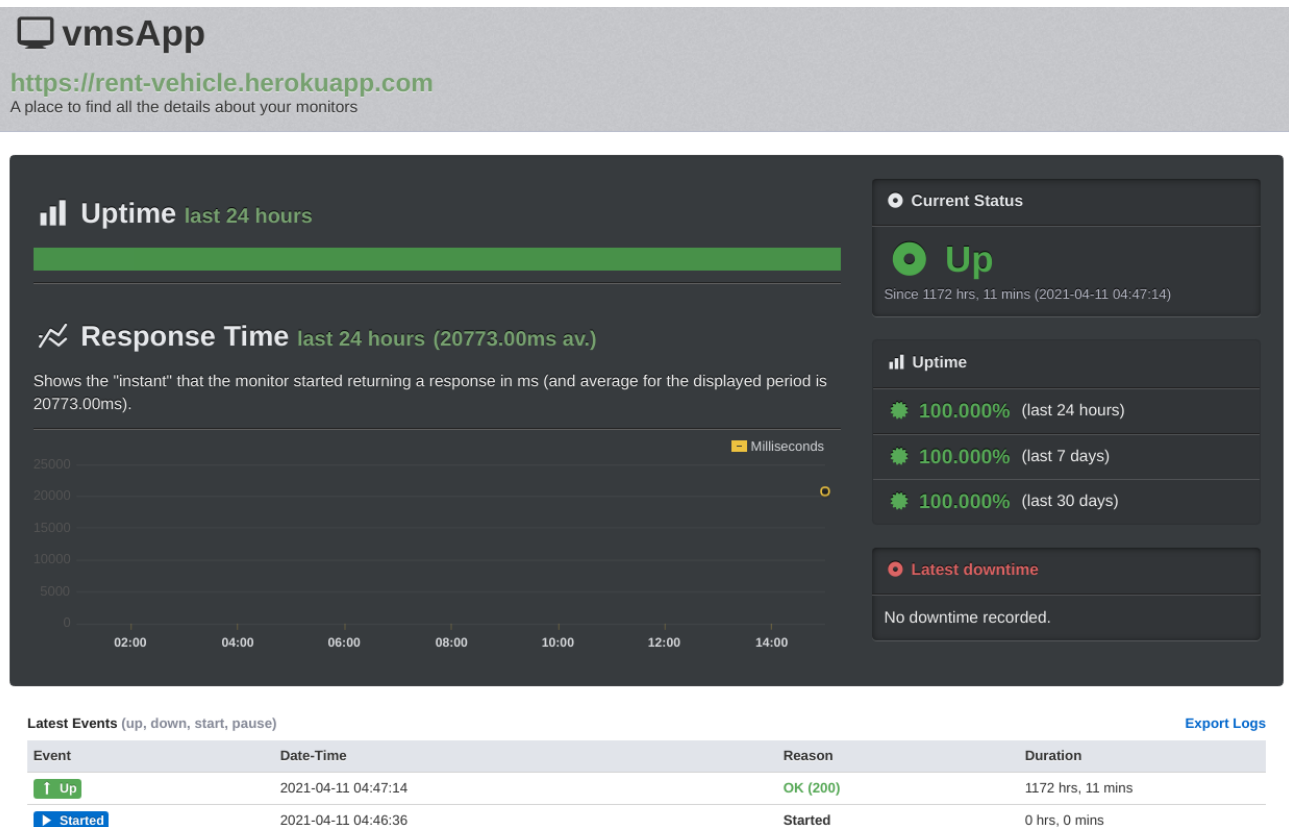 vmsApp
https://rent-vehicle.herokuapp.com
A place to find all the details about your monitors
Uptime last 24 hours
Response Time last 24 hours (20773.00ms av.)
Shows the "instant" that the monitor started returning a response in ms (and average for the displayed period is
20773.00ms).
Milliseconds
25000
20000
15000
10000
5000
0
02:00 04:00 06:00 08:00 10:00 12:00 14:00
Current Status
Up
Since 1172 hrs, 11 mins (2021-04-11 04:47:14)
Uptime
100.000% (last 24 hours)
100.000% (last 7 days)
100.000% (last 30 days)
Latest downtime
No downtime recorded.
Latest Events (up, down, start, pause) Export Logs
Event Date-Time Reason Duration
Up 2021-04-11 04:47:14 OK (200) 1172 hrs, 11 mins
Started 2021-04-11 04:46:36 Started 0 hrs, 0 mins